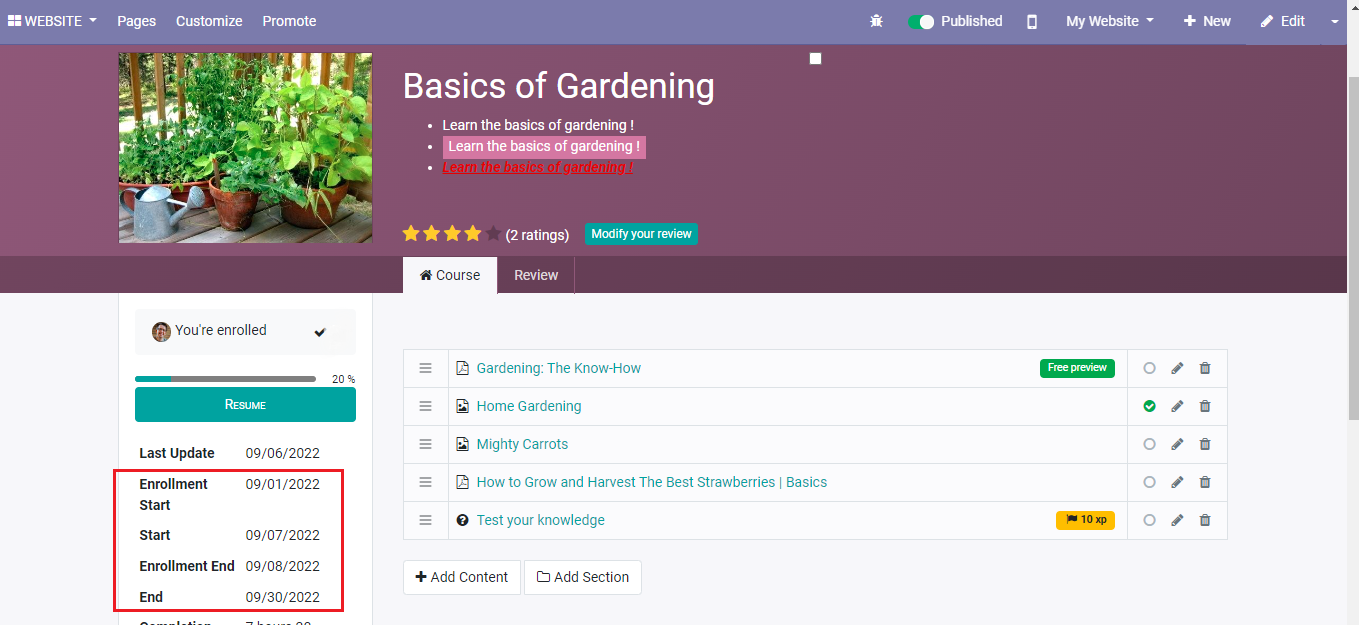 WEBSITE Pages Customize Promote Published My Website New Edit
Basics of Gardening
Learn the basics of gardening !
Learn the basics of gardening !
Learn the basics of gardening !
(2 ratings) Modify your review
Course Review
You're enrolled
20 %
RESUME
Last Update 09/06/2022
Enrollment Start 09/01/2022
Start 09/07/2022
Enrollment End 09/08/2022
End 09/30/2022
Gardening: The Know-How Free preview
Home Gardening
Mighty Carrots
How to Grow and Harvest The Best Strawberries | Basics
Test your knowledge 10 xp
Add Content Add Section